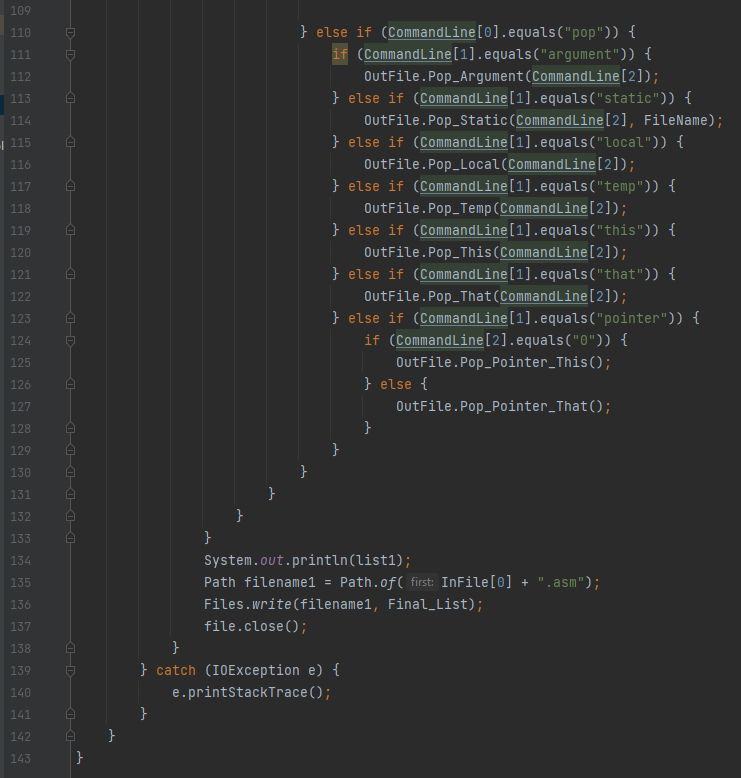 109
110 } else if (CommandLine[0].equals("pop")) {
111 if (CommandLine[1].equals("argument")) {
112 OutFile.Pop_Argument(CommandLine[2]);
113 } else if (CommandLine[1].equals("static")) {
114 OutFile.Pop_Static(CommandLine[2], FileName);
115 } else if (CommandLine[1].equals("local")) {
116 OutFile.Pop_Local(CommandLine[2]);
117 } else if (CommandLine[1].equals("temp")) {
118 OutFile.Pop_Temp(CommandLine[2]);
119 } else if (CommandLine[1].equals("this")) {
120 OutFile.Pop_This(CommandLine[2]);
121 } else if (CommandLine[1].equals("that")) {
122 OutFile.Pop_That(CommandLine[2]);
123 } else if (CommandLine[1].equals("pointer")) {
124 if (CommandLine[2].equals("0")) {
125 OutFile.Pop_Pointer_This();
126 } else {
127 OutFile.Pop_Pointer_That();
128 }
129 }
130 }
131 }
132 }
133 }
134 System.out.println(list1);
135 Path filename1 = Path.of( first: InFile[0] + ".asm");
136 Files.write(filename1, Final_List);
137 file.close();
138 }
139 } catch (IOException e) {
140 e.printStackTrace();
141 }
142 }
143 }